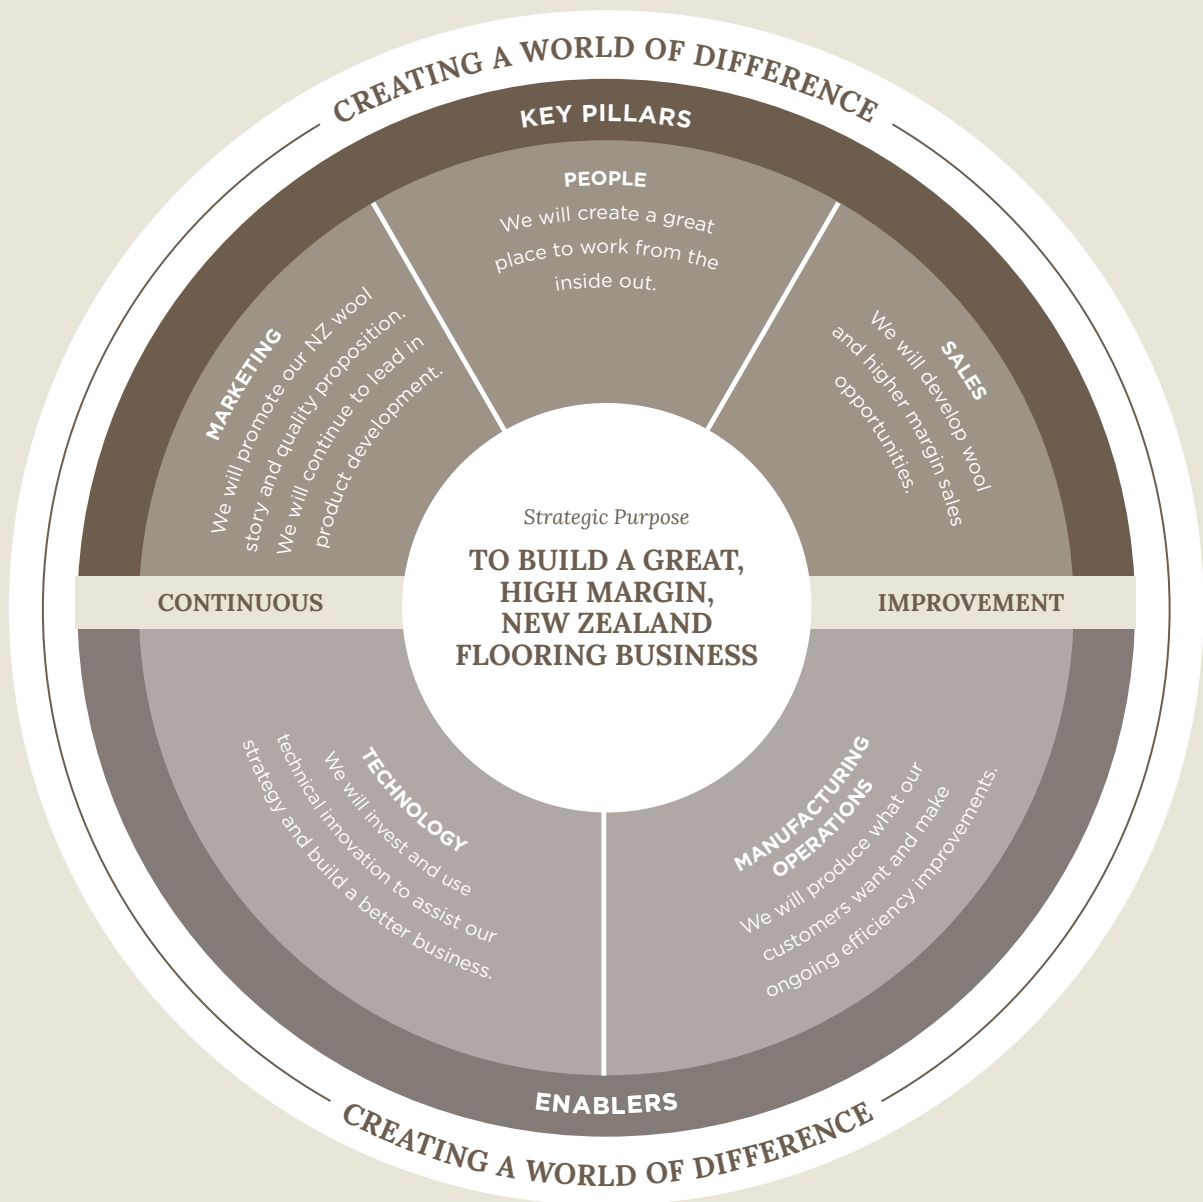 CREATING A WORLD OF DIFFERENCE
KEY PILLARS
PEOPLE
We will create a great
place to work from the
inside out.
MARKETING
We will promote our NZ wool
story and quality proposition.
We will continue to lead in
product development.
SALES
We will develop wool
and higher margin sales
opportunities.
Strategic Purpose
TO BUILD A GREAT,
HIGH MARGIN,
NEW ZEALAND
FLOORING BUSINESS
CONTINUOUS
IMPROVEMENT
TECHNOLOGY
We will invest and use
technical innovation to assist our
strategy and build a better business.
MANUFACTURING
OPERATIONS
We will produce what our
customers want and make
ongoing efficiency improvements.
ENABLERS
CREATING A WORLD OF DIFFERENCE